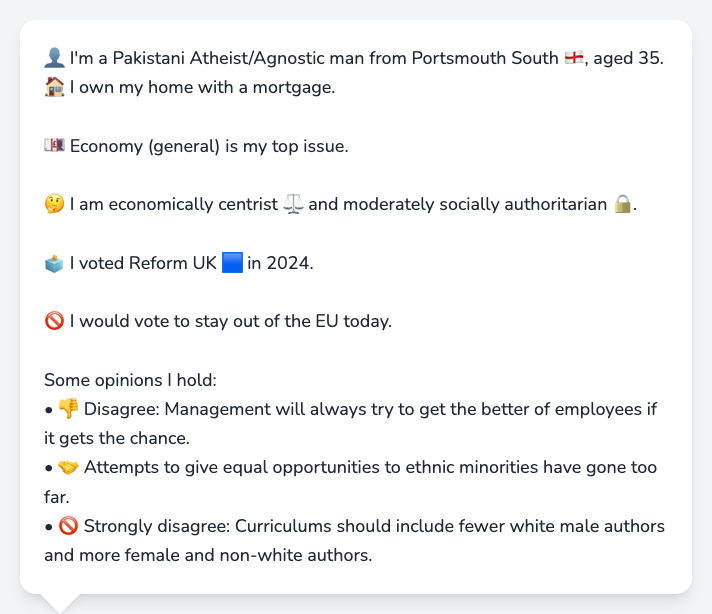 👤 I'm a Pakistani Atheist/Agnostic man from Portsmouth South 🏴󠁧󠁢󠁥󠁮󠁧󠁿, aged 35.
🏠 I own my home with a mortgage.
💷 Economy (general) is my top issue.
🤔 I am economically centrist ⚖️ and moderately socially authoritarian 🔒.
🗳️ I voted Reform UK 🟦 in 2024.
🚫 I would vote to stay out of the EU today.
Some opinions I hold:
• 👎 Disagree: Management will always try to get the better of employees if
it gets the chance.
• 🤝 Attempts to give equal opportunities to ethnic minorities have gone too
far.
• 🚫 Strongly disagree: Curriculums should include fewer white male authors
and more female and non-white authors.